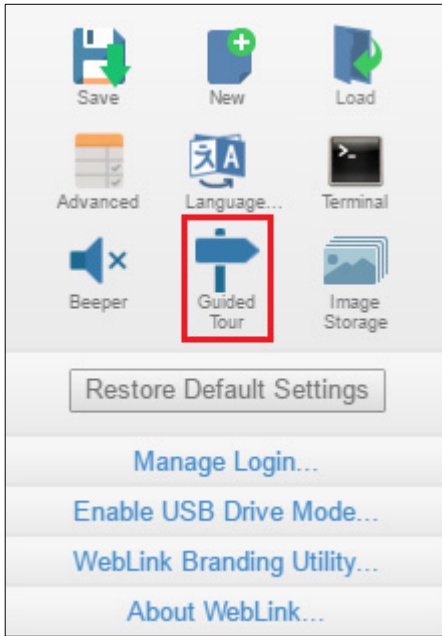 Save New Load
Advanced Language... Terminal
Beeper Guided Tour Image Storage
Restore Default Settings
Manage Login...
Enable USB Drive Mode...
WebLink Branding Utility...
About WebLink...